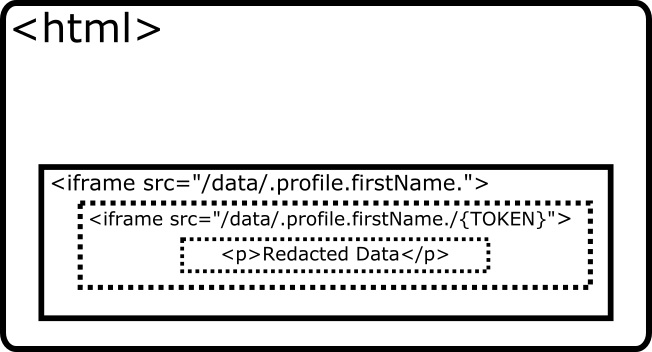 <html>
<iframe src="/data/.profile.firstName.">
<iframe src="/data/.profile.firstName./{TOKEN}">
<p>Redacted Data</p>